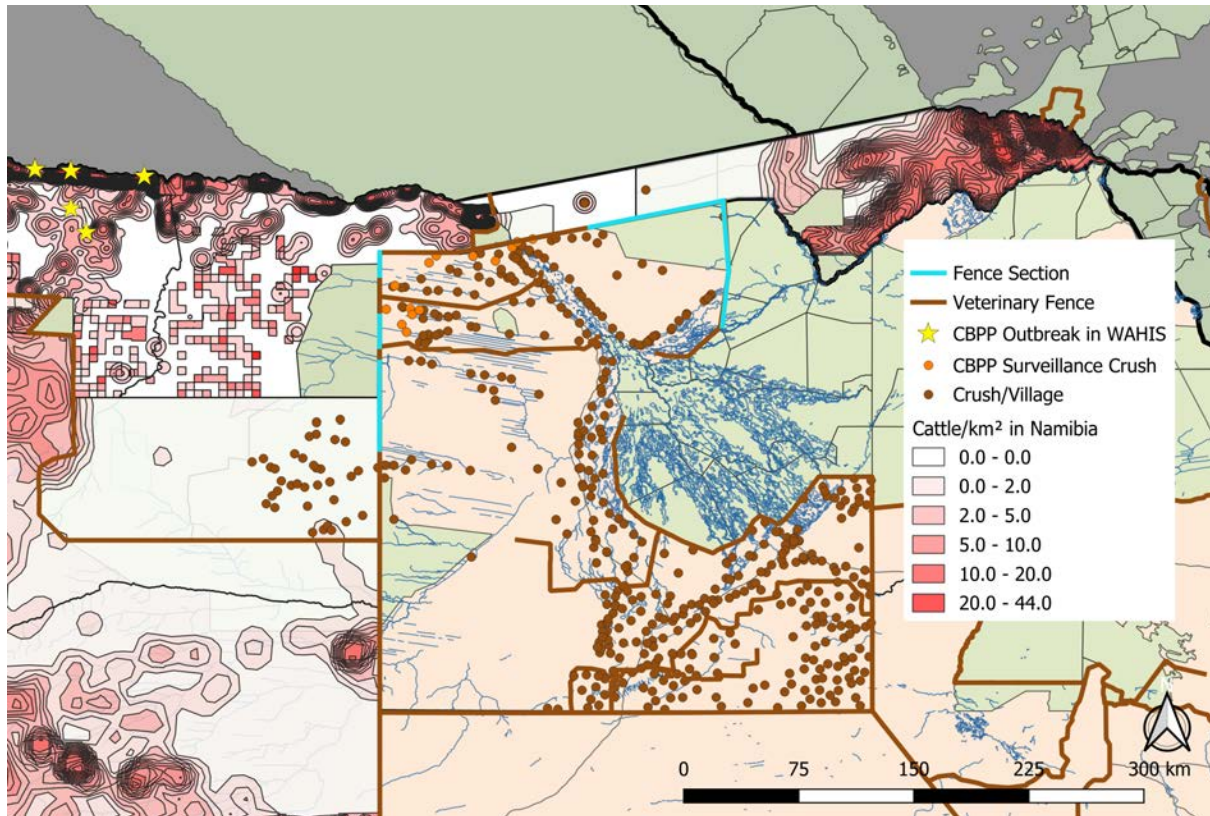 Fence Section
Veterinary Fence
CBPP Outbreak in WAHIS
CBPP Surveillance Crush
Crush/Village
Cattle/km² in Namibia
0.0 - 0.0
0.0 - 2.0
2.0 - 5.0
5.0 - 10.0
10.0 - 20.0
20.0 - 44.0
0 75 150 225 300 km